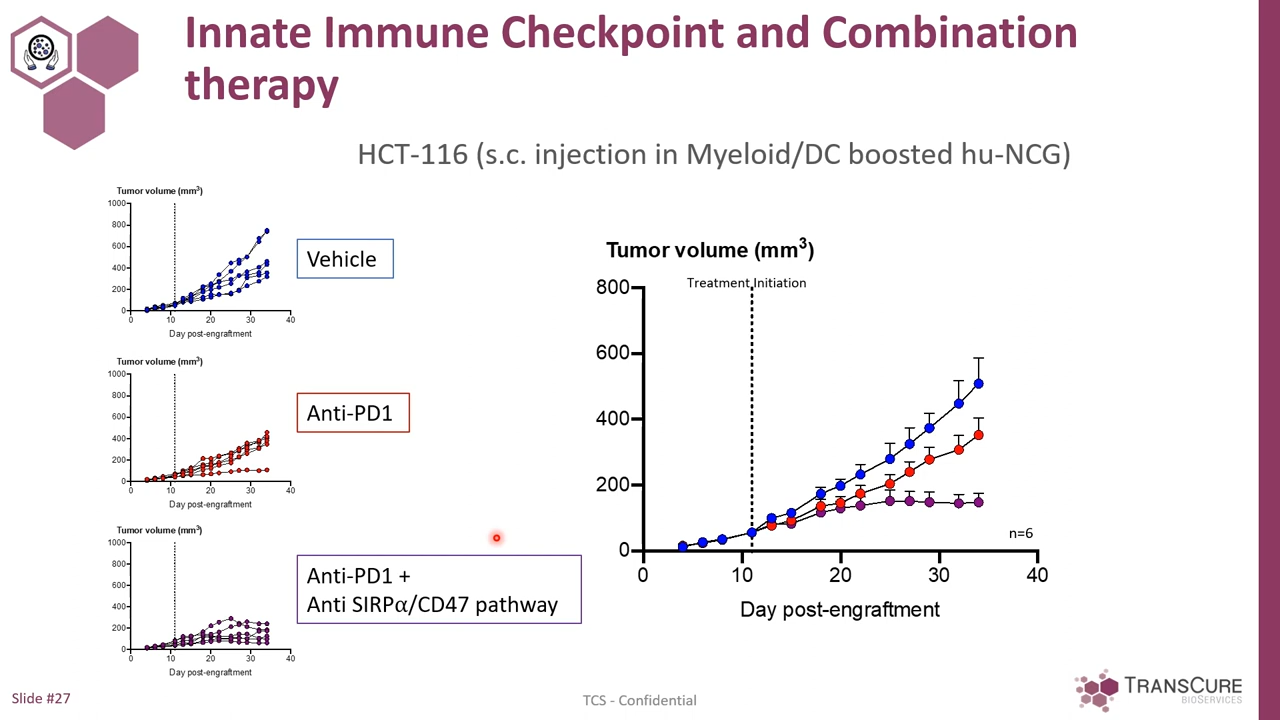 Innate Immune Checkpoint and Combination
therapy
HCT-116 (s.c. injection in Myeloid/DC boosted hu-NCG)
Tumor volume (mm³)
1000
800
600
400
200
0
0 10 20 30 40
Day post-engraftment
Vehicle
Tumor volume (mm³)
1000
800
600
400
200
0
0 10 20 30 40
Day post-engraftment
Anti-PD1
Tumor volume (mm³)
1000
800
600
400
200
0
0 10 20 30 40
Day post-engraftment
Anti-PD1 +
Anti SIRPα/CD47 pathway
Tumor volume (mm³)
Treatment Initiation
800
600
400
200
0
n=6
0 10 20 30 40
Day post-engraftment
Slide #27
TCS - Confidential
TRANSCURE
BIOSERVICES